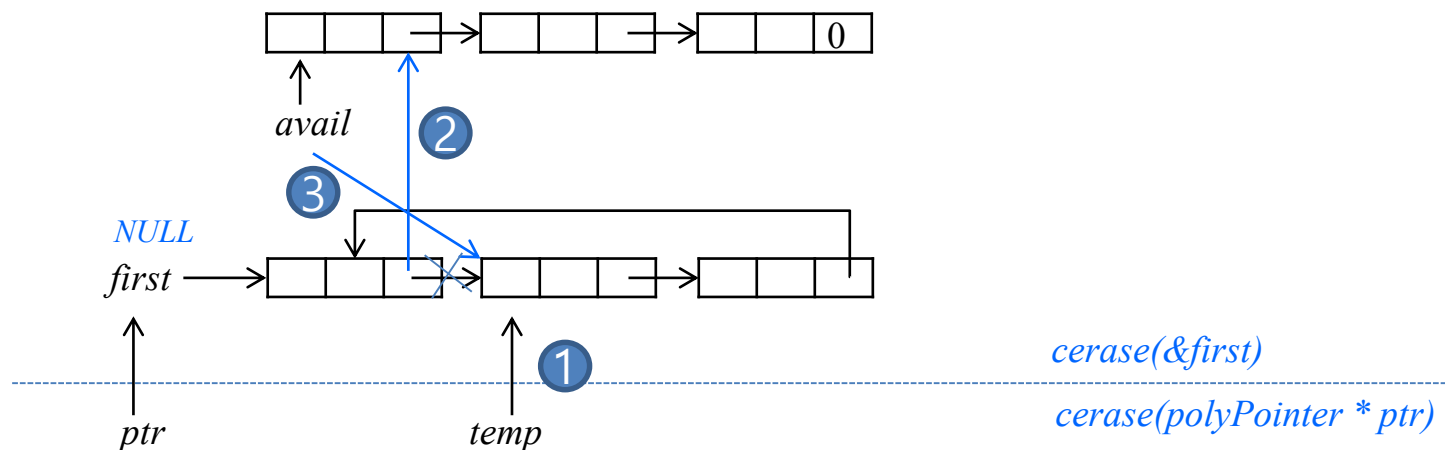 0
avail
2
3
NULL
first
1
cerase(&first)
cerase(polyPointer * ptr)
ptr
temp